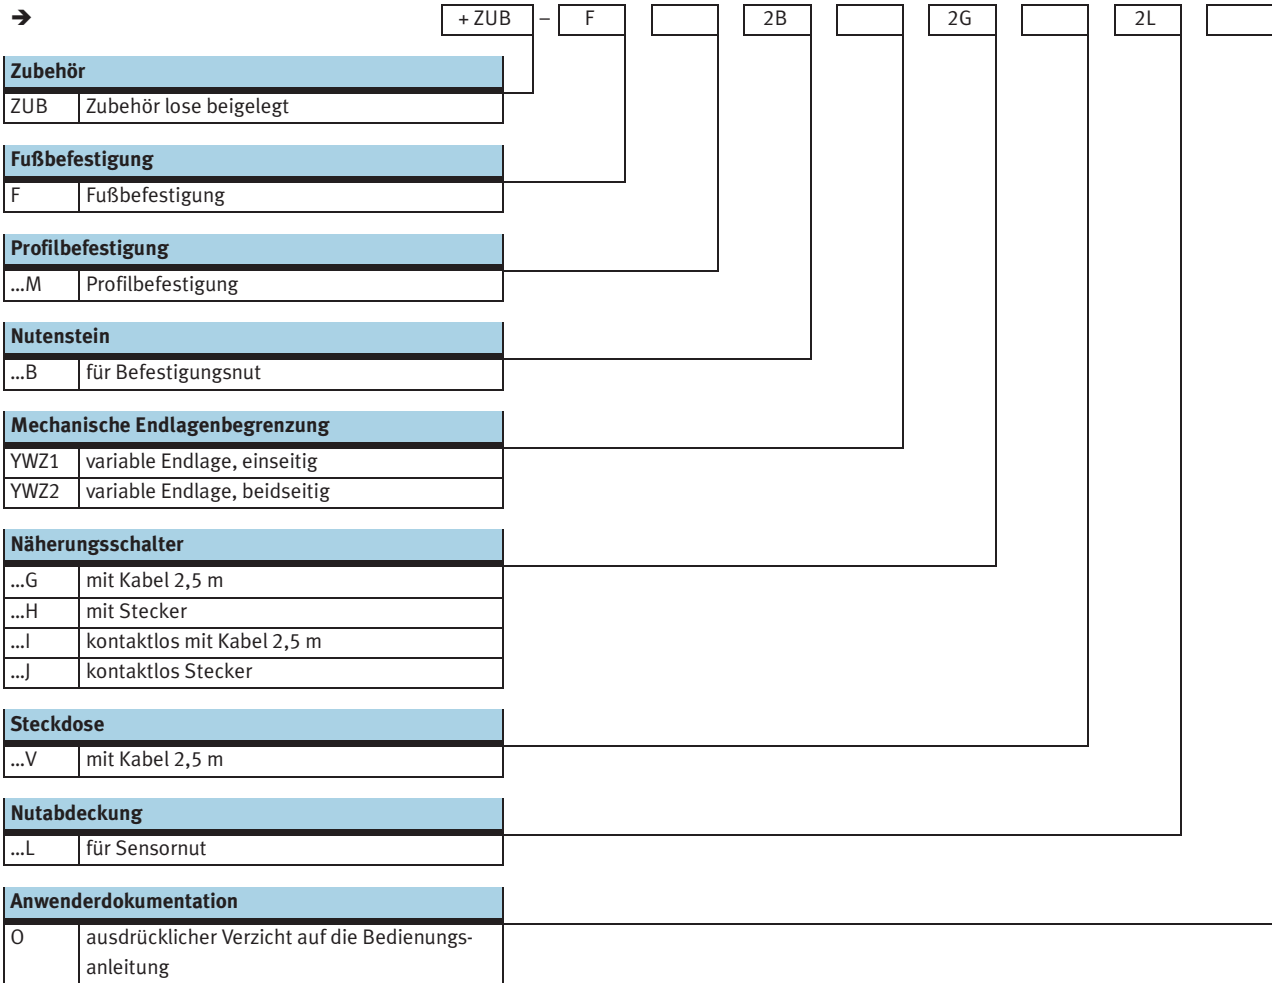 ➔ + ZUB – F 2B 2G 2L
Zubehör
ZUB Zubehör lose beigelegt
Fußbefestigung
F Fußbefestigung
Profilbefestigung
...M Profilbefestigung
Nutenstein
...B für Befestigungsnut
Mechanische Endlagenbegrenzung
YWZ1 variable Endlage, einseitig
YWZ2 variable Endlage, beidseitig
Näherungsschalter
...G mit Kabel 2,5 m
...H mit Stecker
...I kontaktlos mit Kabel 2,5 m
...J kontaktlos Stecker
Steckdose
...V mit Kabel 2,5 m
Nutabdeckung
...L für Sensornut
Anwenderdokumentation
O ausdrücklicher Verzicht auf die Bedienungs-
anleitung